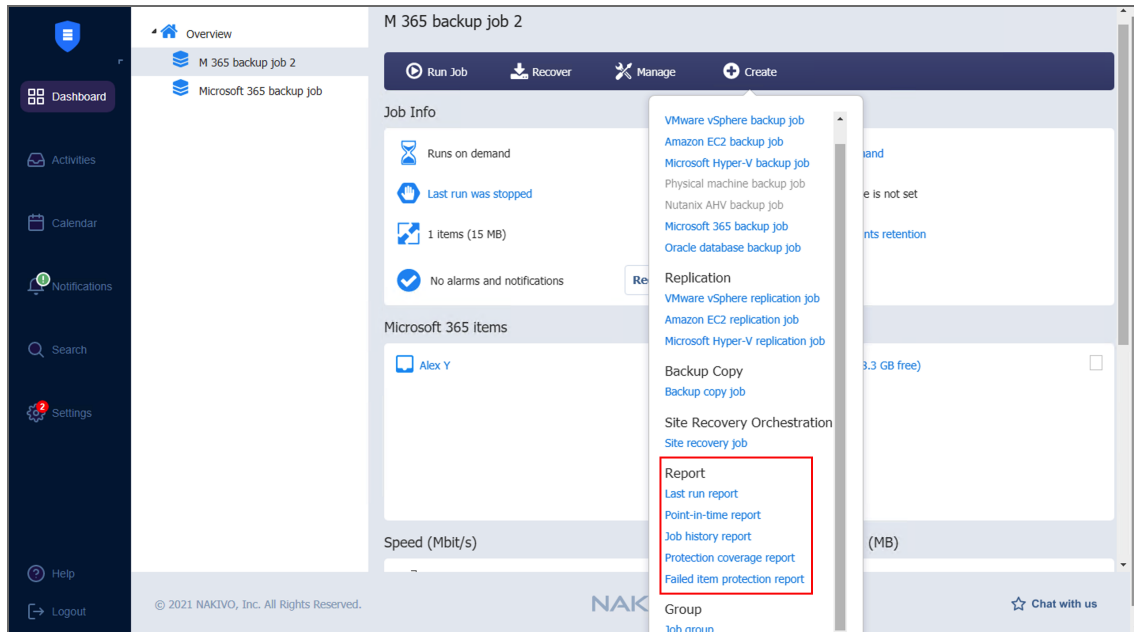 Dashboard
Activities
Calendar
!
Notifications
Search
2
Settings
Help
Logout
Overview
M 365 backup job 2
Microsoft 365 backup job
M 365 backup job 2
Run Job
Recover
Manage
Create
Job Info
Runs on demand
Last run was stopped
1 items (15 MB)
No alarms and notifications
Microsoft 365 items
Alex Y
Speed (Mbit/s)
VMware vSphere backup job
Amazon EC2 backup job
Microsoft Hyper-V backup job
Physical machine backup job
Nutanix AHV backup job
Microsoft 365 backup job
Oracle database backup job
Replication
VMware vSphere replication job
Amazon EC2 replication job
Microsoft Hyper-V replication job
Backup Copy
Backup copy job
Site Recovery Orchestration
Site recovery job
Report
Last run report
Point-in-time report
Job history report
Protection coverage report
Failed item protection report
Group
Job group
e is not set
nts retention
3.3 GB free)
(MB)
© 2021 NAKIVO, Inc. All Rights Reserved.
NAK
Chat with us